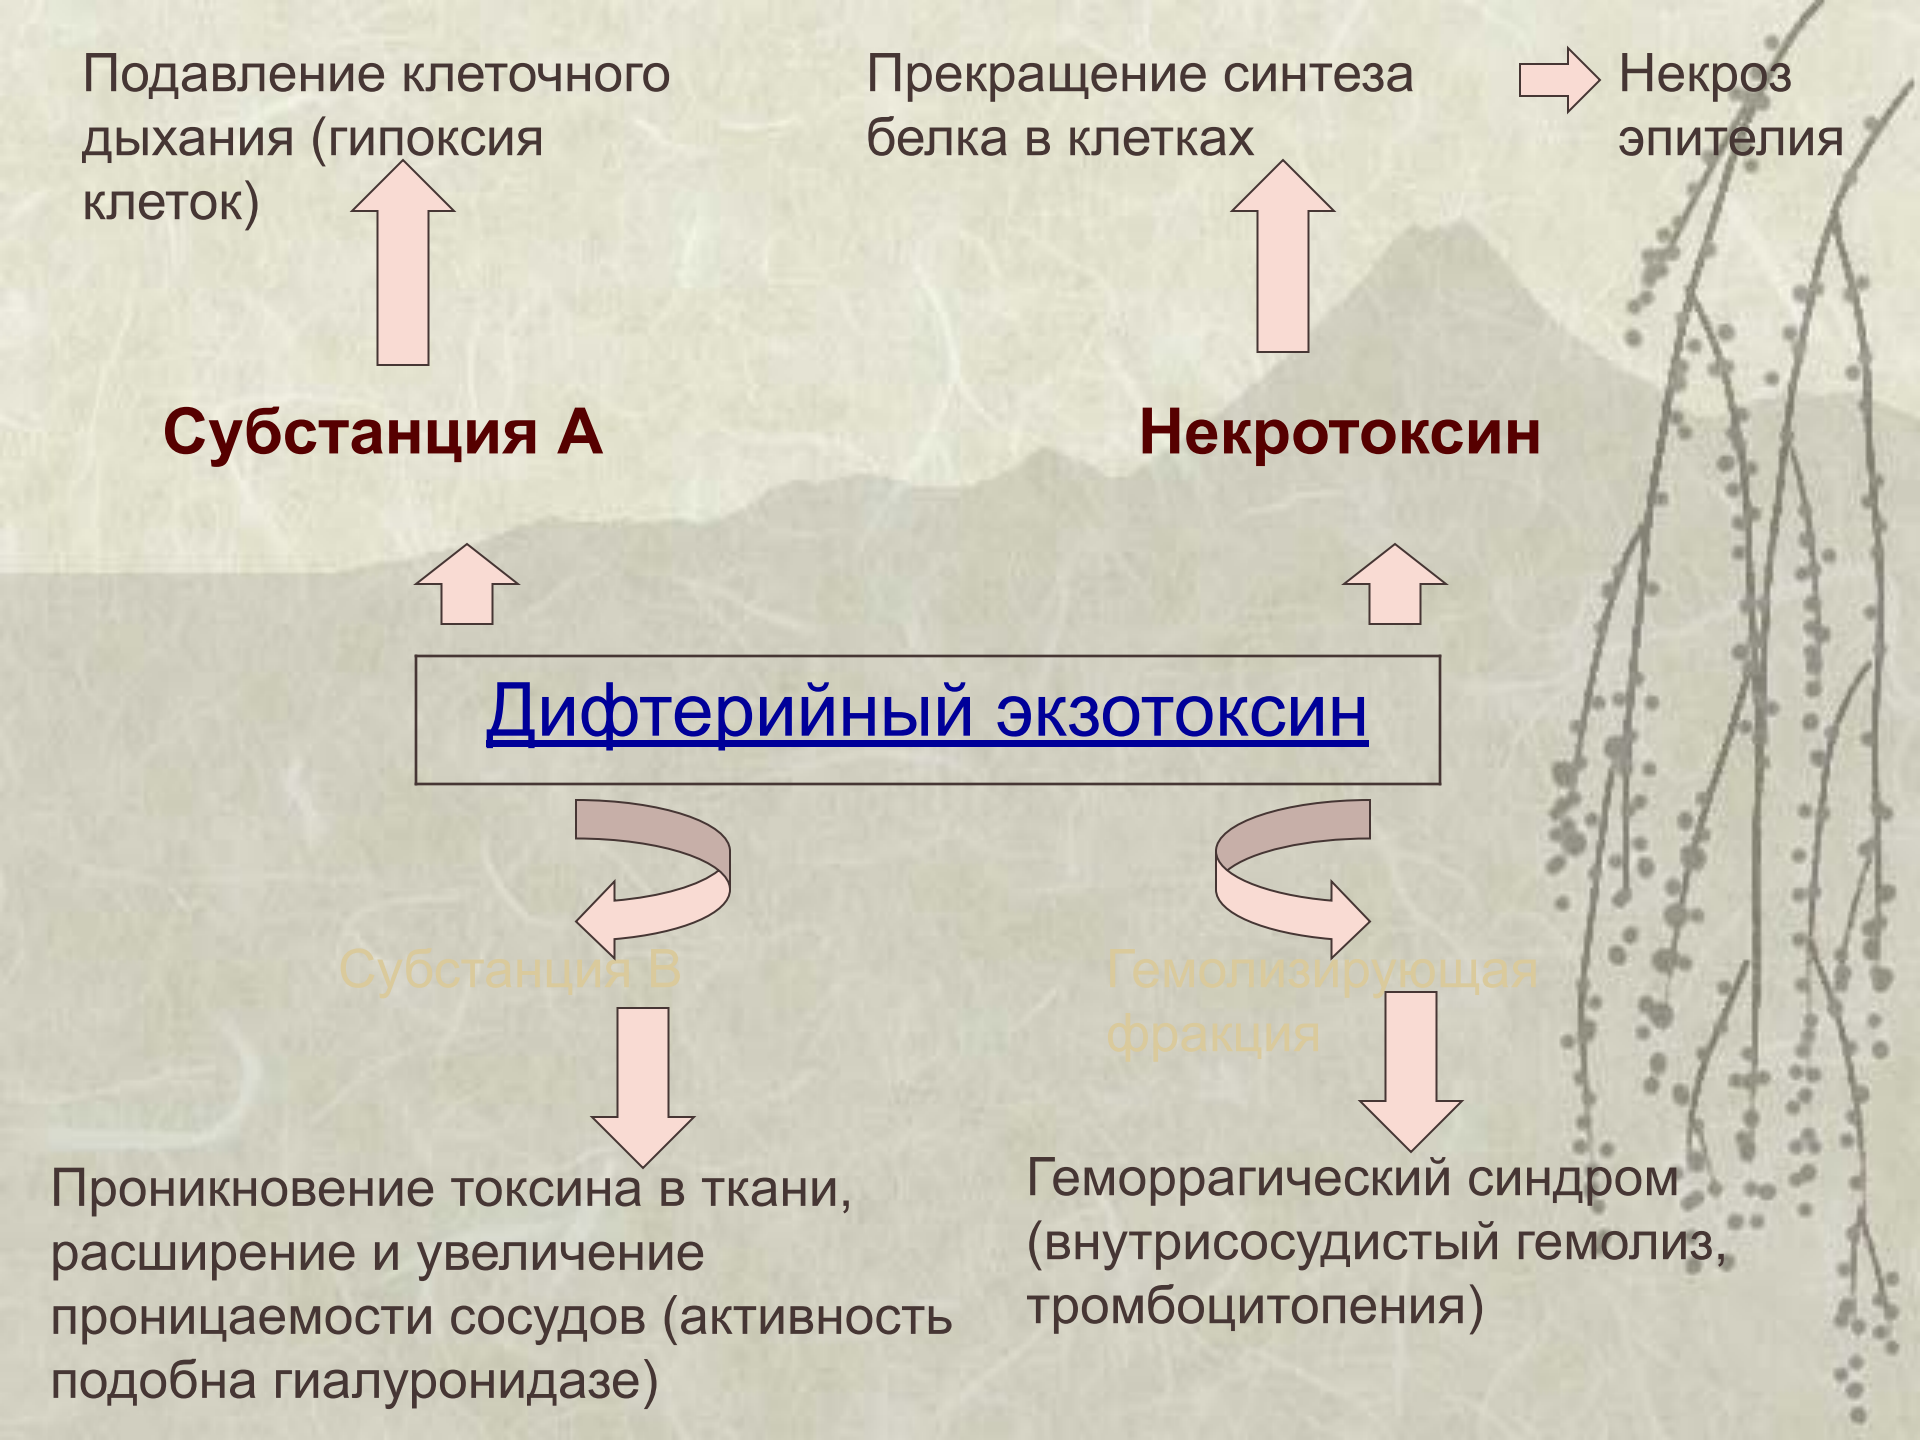 Подавление клеточного
дыхания (гипоксия
клеток)
Прекращение синтеза
белка в клетках
Некроз
эпителия
Субстанция А
Некротоксин
Дифтерийный экзотоксин
Субстанция В
Гемолизирующая
фракция
Проникновение токсина в ткани,
расширение и увеличение
проницаемости сосудов (активность
подобна гиалуронидазе)
Геморрагический синдром
(внутрисосудистый гемолиз,
тромбоцитопения)